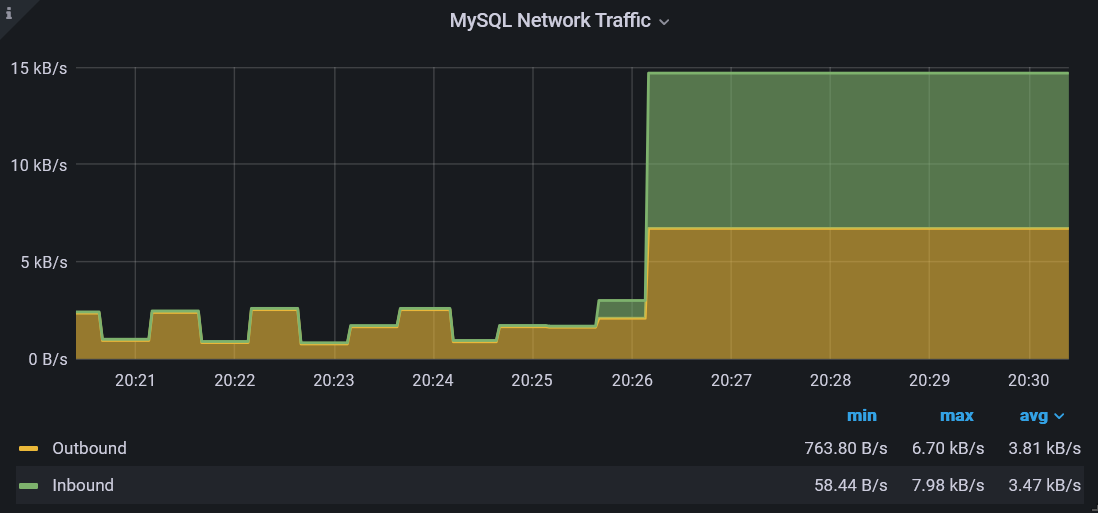 i
MySQL Network Traffic
15 kB/s
10 kB/s
5 kB/s
0 B/s
20:21 20:22 20:23 20:24 20:25 20:26 20:27 20:28 20:29 20:30
min max avg
Outbound 763.80 B/s 6.70 kB/s 3.81 kB/s
Inbound 58.44 B/s 7.98 kB/s 3.47 kB/s